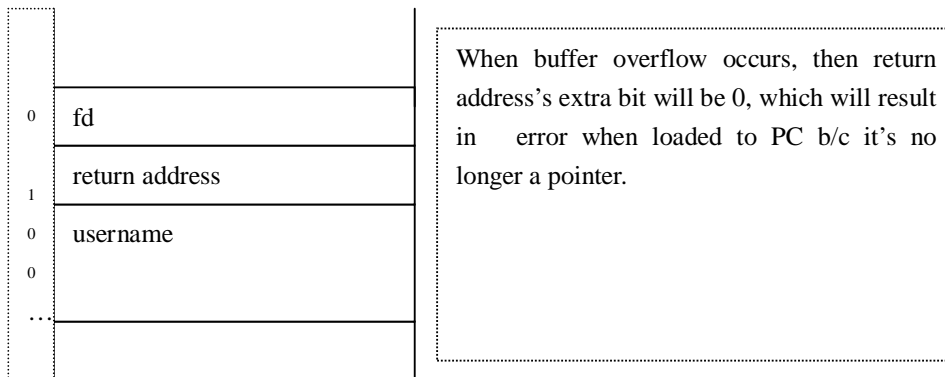 0 fd
1 return address
0 username
0
…
When buffer overflow occurs, then return
address’s extra bit will be 0, which will result
in error when loaded to PC b/c it’s no
longer a pointer.